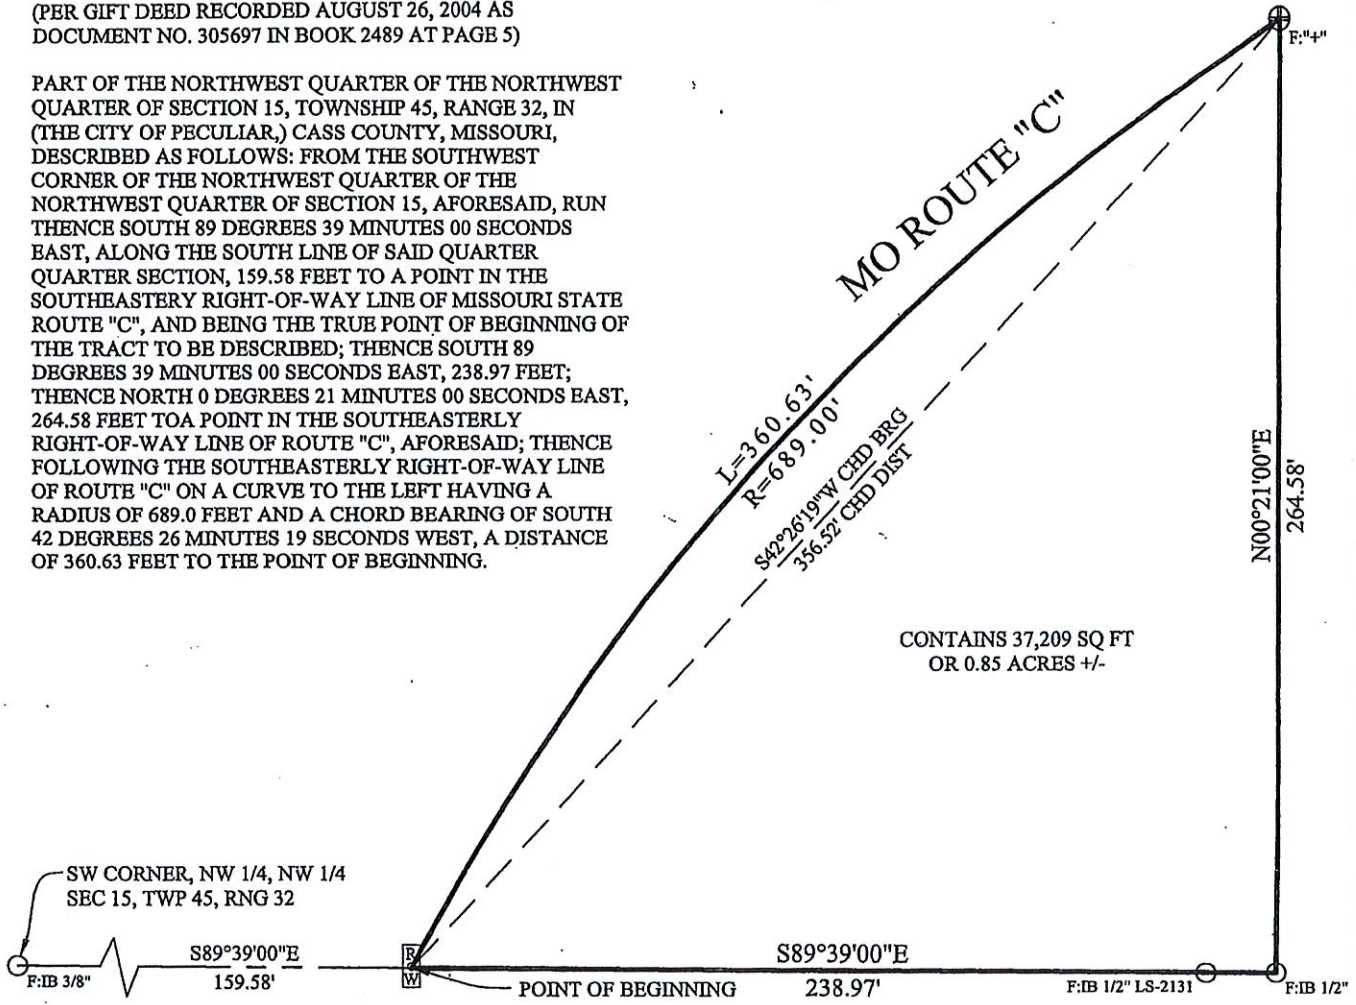 (PER GIFT DEED RECORDED AUGUST 26, 2004 AS
DOCUMENT NO. 305697 IN BOOK 2489 AT PAGE 5)
PART OF THE NORTHWEST QUARTER OF THE NORTHWEST
QUARTER OF SECTION 15, TOWNSHIP 45, RANGE 32, IN
(THE CITY OF PECULIAR,) CASS COUNTY, MISSOURI,
DESCRIBED AS FOLLOWS: FROM THE SOUTHWEST
CORNER OF THE NORTHWEST QUARTER OF THE
NORTHWEST QUARTER OF SECTION 15, AFORESAID, RUN
THENCE SOUTH 89 DEGREES 39 MINUTES 00 SECONDS
EAST, ALONG THE SOUTH LINE OF SAID QUARTER
QUARTER SECTION, 159.58 FEET TO A POINT IN THE
SOUTHEASTERY RIGHT-OF-WAY LINE OF MISSOURI STATE
ROUTE "C", AND BEING THE TRUE POINT OF BEGINNING OF
THE TRACT TO BE DESCRIBED; THENCE SOUTH 89
DEGREES 39 MINUTES 00 SECONDS EAST, 238.97 FEET;
THENCE NORTH 0 DEGREES 21 MINUTES 00 SECONDS EAST,
264.58 FEET TOA POINT IN THE SOUTHEASTERLY
RIGHT-OF-WAY LINE OF ROUTE "C", AFORESAID; THENCE
FOLLOWING THE SOUTHEASTERLY RIGHT-OF-WAY LINE
OF ROUTE "C" ON A CURVE TO THE LEFT HAVING A
RADIUS OF 689.0 FEET AND A CHORD BEARING OF SOUTH
42 DEGREES 26 MINUTES 19 SECONDS WEST, A DISTANCE
OF 360.63 FEET TO THE POINT OF BEGINNING.
F:"+"
MO ROUTE "C"
L=360.63'
R=689.00'
S42°26'19"W CHD BRG
356.52' CHD DIST
N00°21'00"E
264.58'
CONTAINS 37,209 SQ FT
OR 0.85 ACRES +/-
SW CORNER, NW 1/4, NW 1/4
SEC 15, TWP 45, RNG 32
S89°39'00"E
159.58'
F:IB 3/8"
R
W
POINT OF BEGINNING
S89°39'00"E
238.97'
F:IB 1/2" LS-2131
F:IB 1/2"